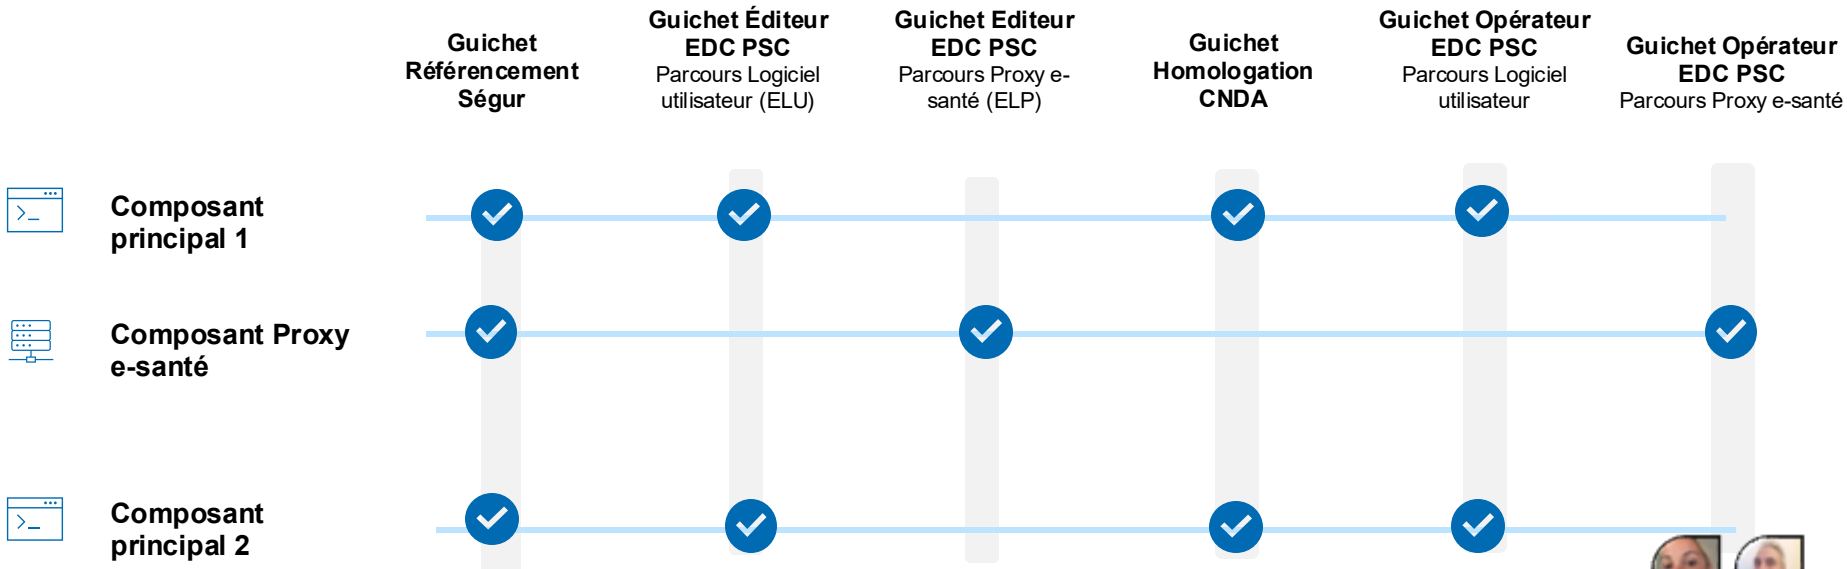 Guichet
Référencement
Ségur
Guichet Éditeur
EDC PSC
Parcours Logiciel
utilisateur (ELU)
Guichet Editeur
EDC PSC
Parcours Proxy e-
santé (ELP)
Guichet
Homologation
CNDA
Guichet Opérateur
EDC PSC
Parcours Logiciel
utilisateur
Guichet Opérateur
EDC PSC
Parcours Proxy e-santé
Composant
principal 1
Composant Proxy
e-santé
Composant
principal 2